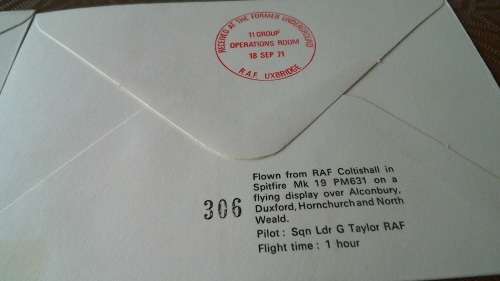 RECEIVED AT THE FORMER UNDERGROUND
11 GROUP
OPERATIONS ROOM
18 SEP 71
R.A.F. UXBRIDGE
Flown from RAF Coltishall in
Spitfire Mk 19 PM631 on a
flying display over Alconbury,
Duxford, Hornchurch and North
Weald.
306
Pilot: Sqn Ldr G Taylor RAF
Flight time : 1 hour